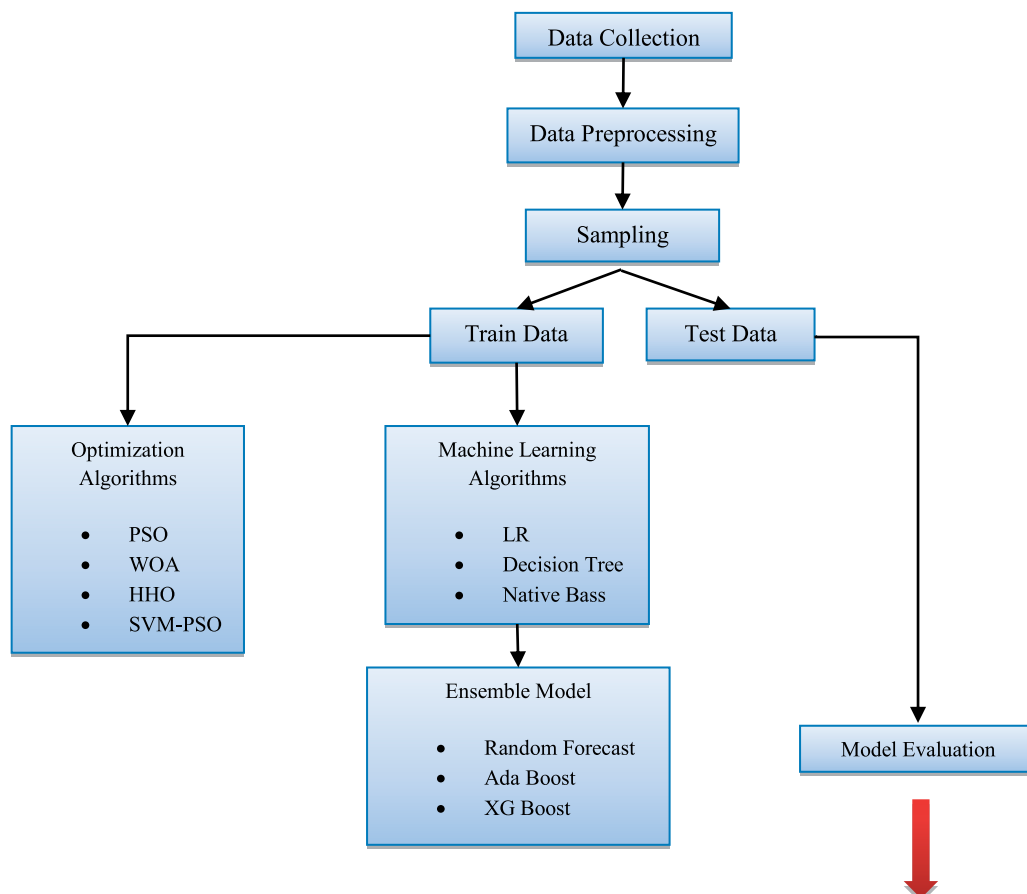 Data Collection
Data Preprocessing
Sampling
Train Data
Test Data
Optimization
Algorithms
• PSO
• WOA
• HHO
• SVM-PSO
Machine Learning
Algorithms
• LR
• Decision Tree
• Native Bass
Ensemble Model
• Random Forecast
• Ada Boost
• XG Boost
Model Evaluation